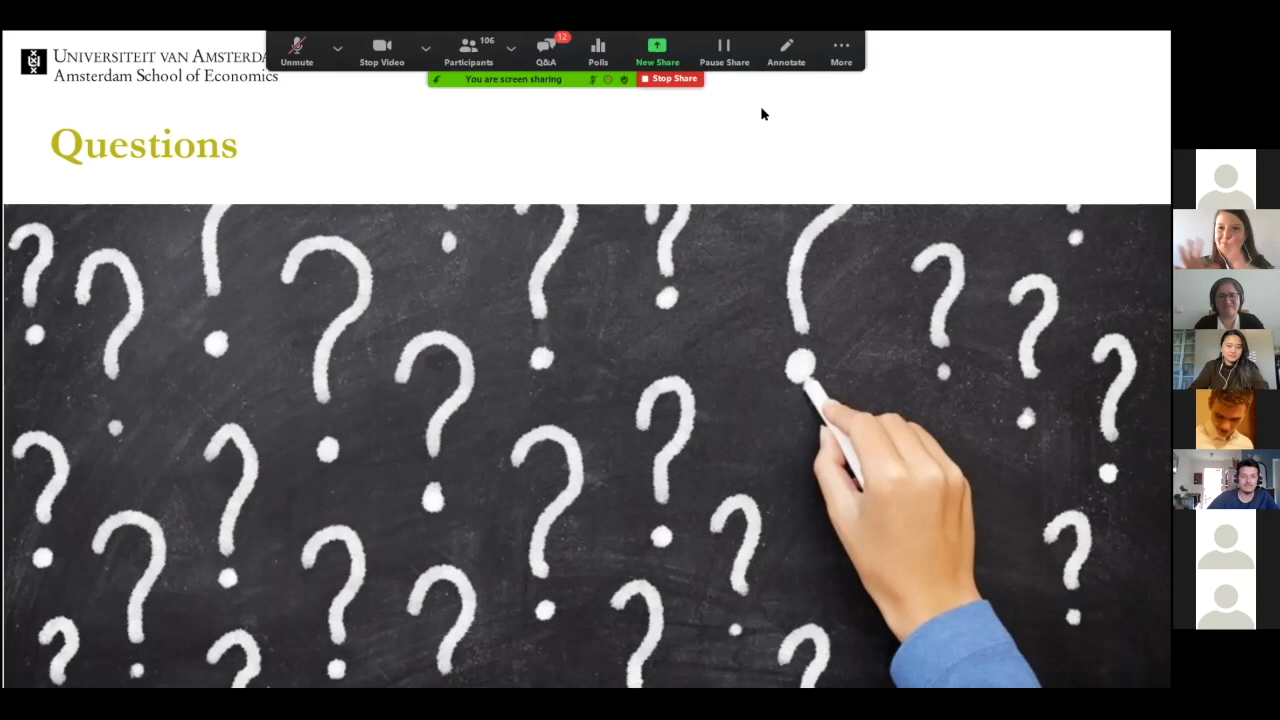 UNIVERSITEIT VAN AMSTERDA
Amsterdam School of Economics
106
12
Unmute
Stop Video
Participants
Q&A
Polls
New Share
Pause Share
Annotate
More
You are screen sharing
Stop Share
Questions
? ? ? ? ? ? ? ? ? ?
? ? ? ? ? ? ? ?
? ? ? ? ? ? ? ? ?